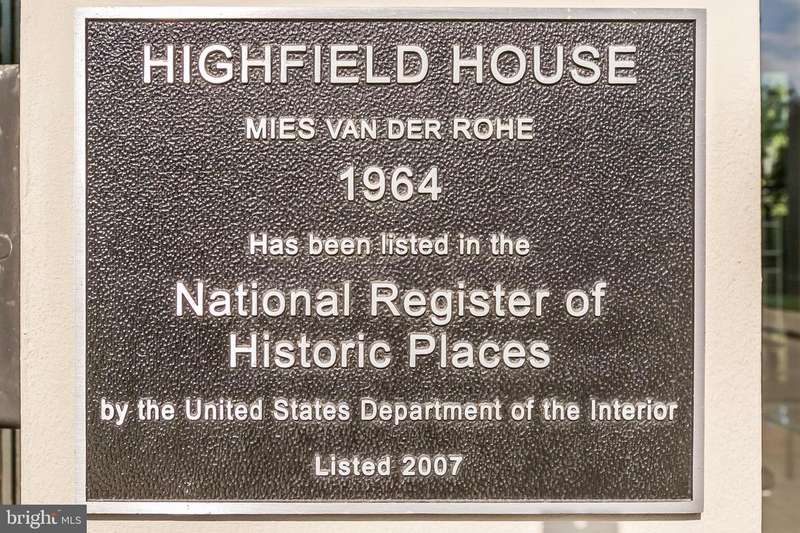 HIGHFIELD HOUSE
MIES VAN DER ROHE
1964
Has been listed in the
National Register of
Historic Places
by the United States Department of the Interior
Listed 2007
bright MLS